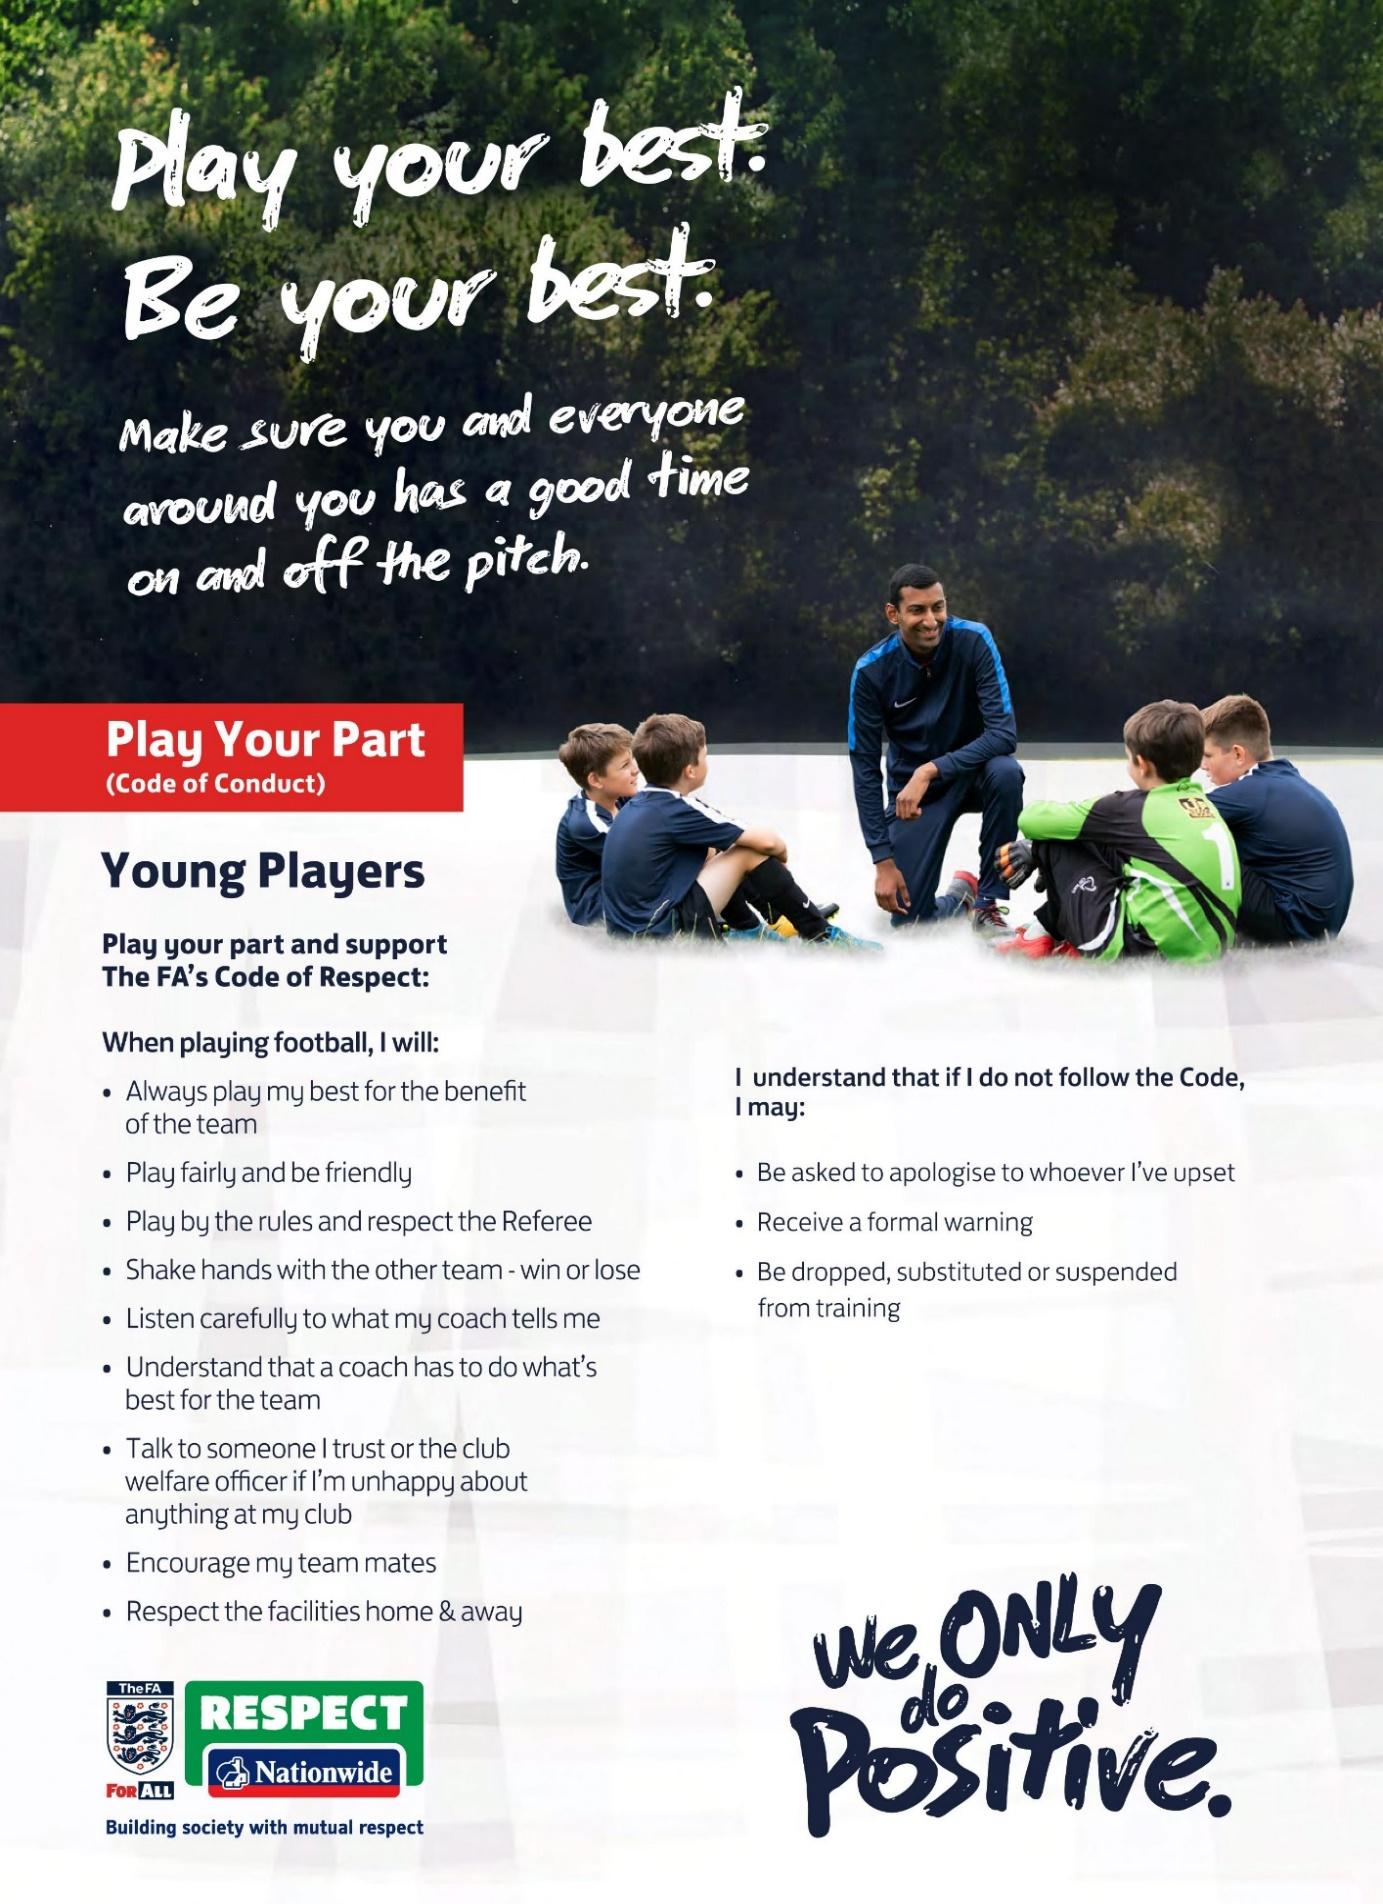 Play your best.
Be your best.
Make sure you and everyone
around you has a good time
on and off the pitch.
Play Your Part
(Code of Conduct)
Young Players
Play your part and support
The FA's Code of Respect:
When playing football, I will:
• Always play my best for the benefit
of the team
• Play fairly and be friendly
• Play by the rules and respect the Referee
• Shake hands with the other team - win or lose
• Listen carefully to what my coach tells me
• Understand that a coach has to do what's
best for the team
• Talk to someone I trust or the club
welfare officer if I'm unhappy about
anything at my club
• Encourage my team mates
• Respect the facilities home & away
I understand that if I do not follow the Code,
I may:
• Be asked to apologise to whoever I've upset
• Receive a formal warning
• Be dropped, substituted or suspended
from training
1
The FA
FOR ALL
RESPECT
Nationwide
Building society with mutual respect
We ONLY
do
Positive.